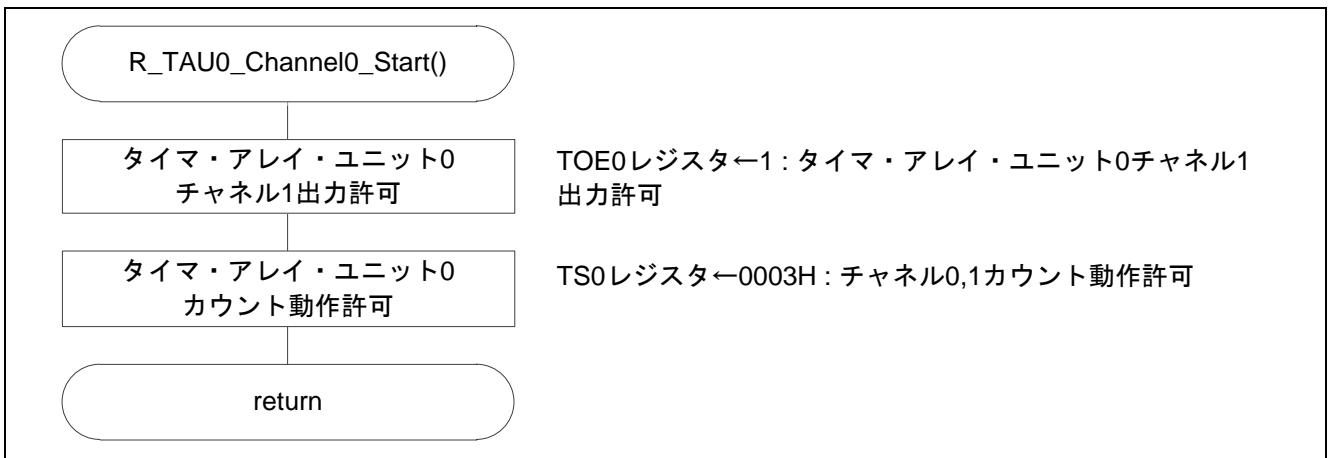 R_TAU0_Channel0_Start()
タイマ・アレイ・ユニット0
チャネル1出力許可
TOE0レジスタ←1 : タイマ・アレイ・ユニット0チャネル1
出力許可
タイマ・アレイ・ユニット0
カウント動作許可
TS0レジスタ←0003H : チャネル0,1カウント動作許可
return